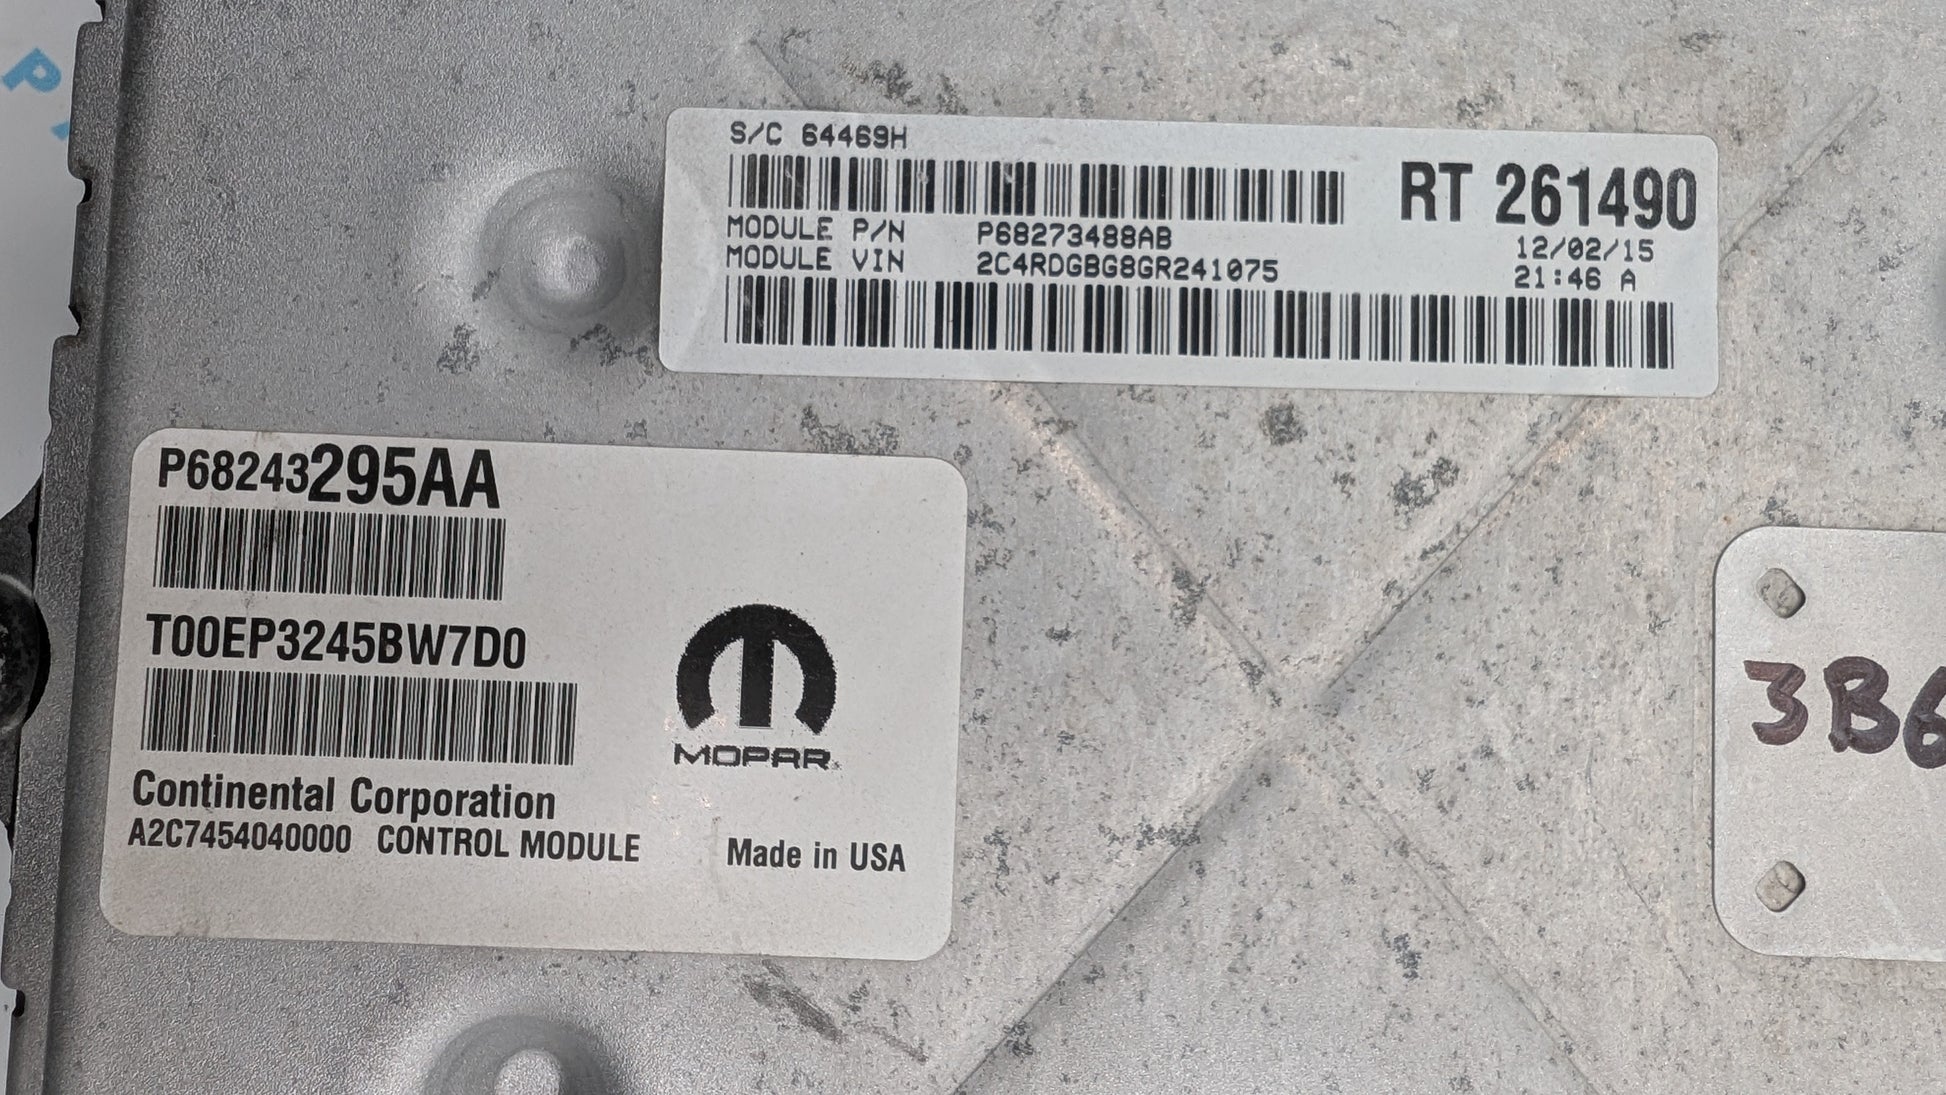 S/C 64469H
RT 261490
MODULE P/N P68273488AB
12/02/15
MODULE VIN 2C4RDGBG8GR241075
21:46 A
P68243295AA
T00EP3245BW7D0
MOPAR
Continental Corporation
A2C7454040000 CONTROL MODULE
Made in USA
3B6
P